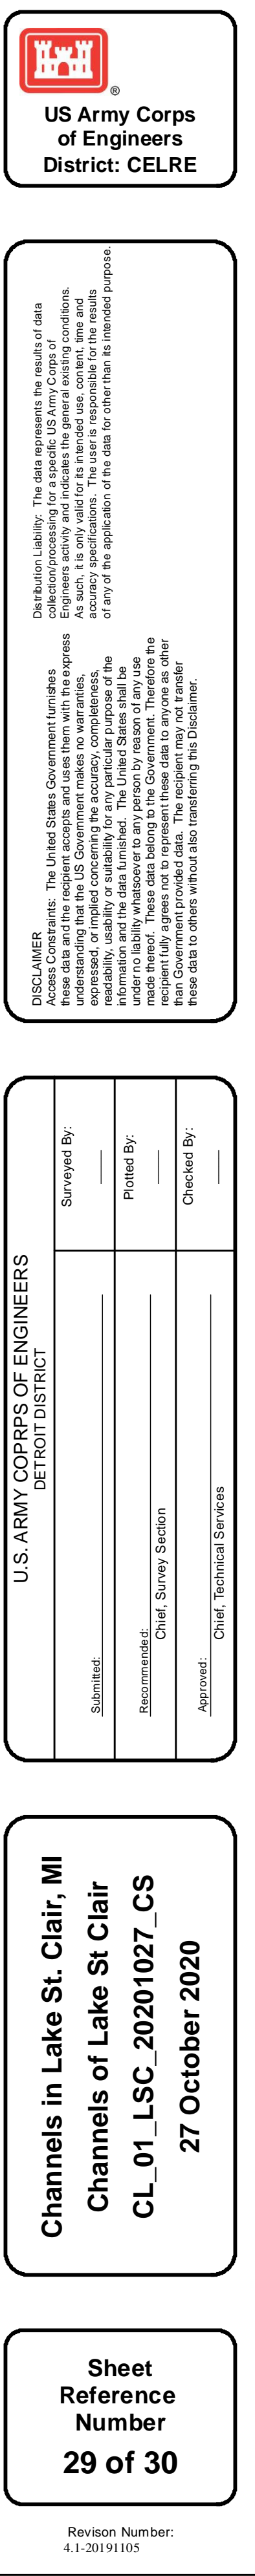 ®
US Army Corps
of Engineers
District: CELRE
DISCLAIMER
Access Constraints: The United States Government furnishes
these data and the recipient accepts and uses them with the express
understanding that the US Government makes no warranties,
expressed, or implied concerning the accuracy, completeness,
readability, usability or suitability for any particular purpose of the
information and the data furnished. The United States shall be
under no liability whatsoever to any person by reason of any use
made thereof. These data belong to the Government. Therefore the
recipient fully agrees not to represent these data to anyone as other
than Government provided data. The recipient may not transfer
these data to others without also transferring this Disclaimer.
Distribution Liability: The data represents the results of data
collection/processing for a specific US Army Corps of
Engineers activity and indicates the general existing conditions.
As such, it is only valid for its intended use, content, time and
accuracy specifications. The user is responsible for the results
of any of the application of the data for other than its intended purpose.
U.S. ARMY COPRPS OF ENGINEERS
DETROIT DISTRICT
Submitted:
Surveyed By:
Recommended:
Chief, Survey Section
Plotted By:
Approved:
Chief, Technical Services
Checked By:
Channels in Lake St. Clair, MI
Channels of Lake St Clair
CL_01_LSC_20201027_CS
27 October 2020
Sheet
Reference
Number
29 of 30
Revison Number:
4.1-20191105